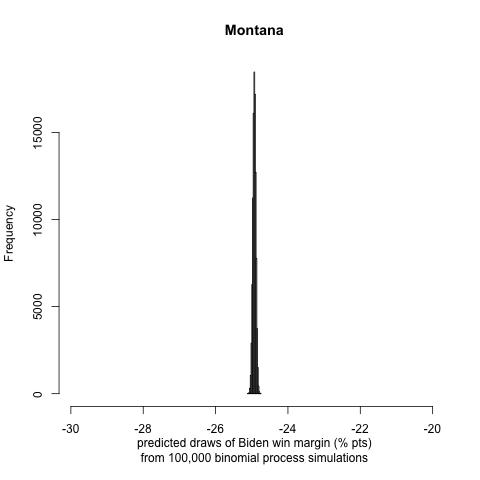 Montana
Frequency
15000
10000
5000
0
-30 -28 -26 -24 -22 -20
predicted draws of Biden win margin (% pts)
from 100,000 binomial process simulations